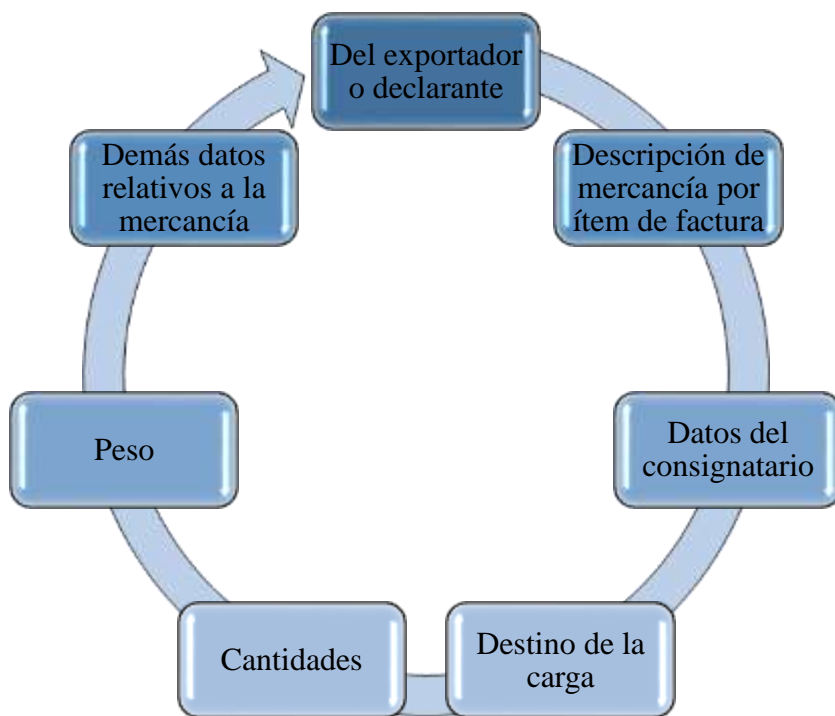 Del exportador
o declarante
Descripción de
mercancía por
ítem de factura
Datos del
consignatario
Destino de la
carga
Cantidades
Peso
Demás datos
relativos a la
mercancía